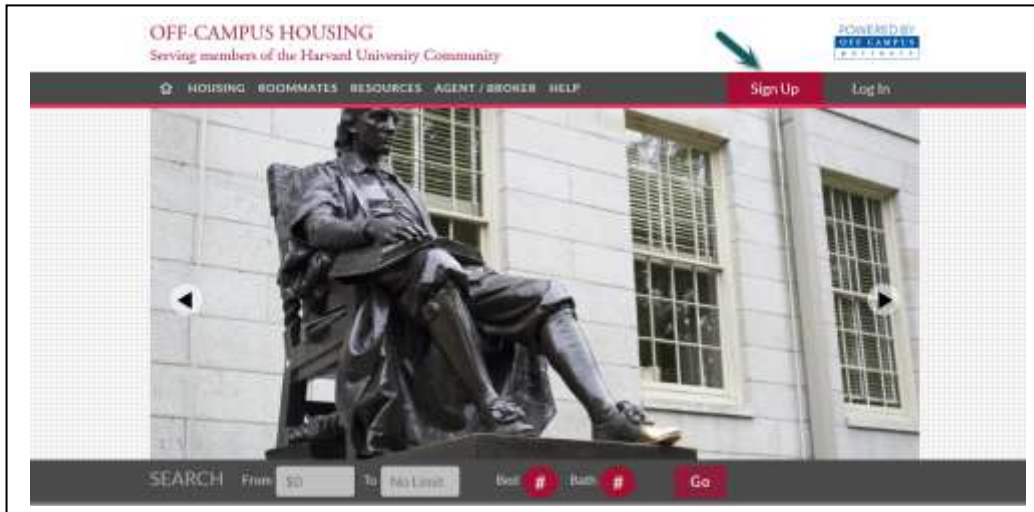 OFF-CAMPUS HOUSING
Serving members of the Harvard University Community
POWERED BY
OFF CAMPUS
partners
HOUSING ROOMMATES RESOURCES AGENT / BROKER HELP Sign Up Log In
SEARCH From $0 To No Limit Bed # Bath # Go